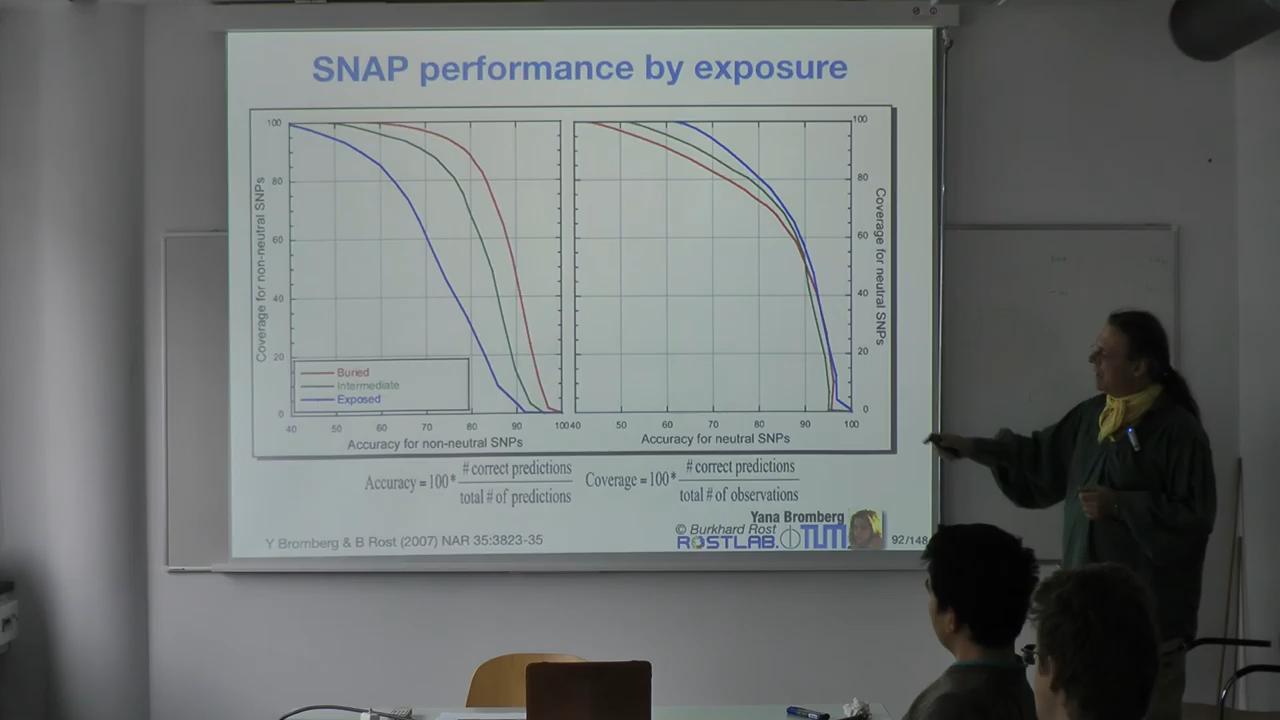 SNAP performance by exposure
100
80
60
40
20
0
Coverage for non-neutral SNPs
Buried
Intermediate
Exposed
40 50 60 70 80 90 100
Accuracy for non-neutral SNPs
40 50 60 70 80 90 100
Accuracy for neutral SNPs
100
80
60
40
20
0
Coverage for neutral SNPs
Accuracy = 100* # correct predictions
total # of predictions
Coverage = 100* # correct predictions
total # of observations
Yana Bromberg
© Burkhard Rost
ROSTLAB. TUM
Y Bromberg & B Rost (2007) NAR 35:3823-35
92/148